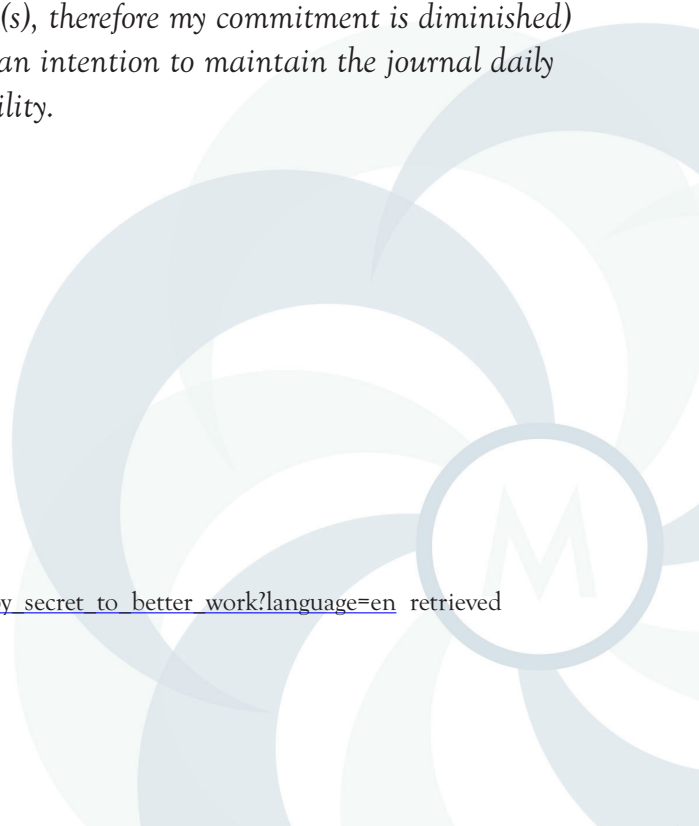 (s), therefore my commitment is diminished)
an intention to maintain the journal daily
ility.
y_secret_to_better_work?language=en retrieved
M